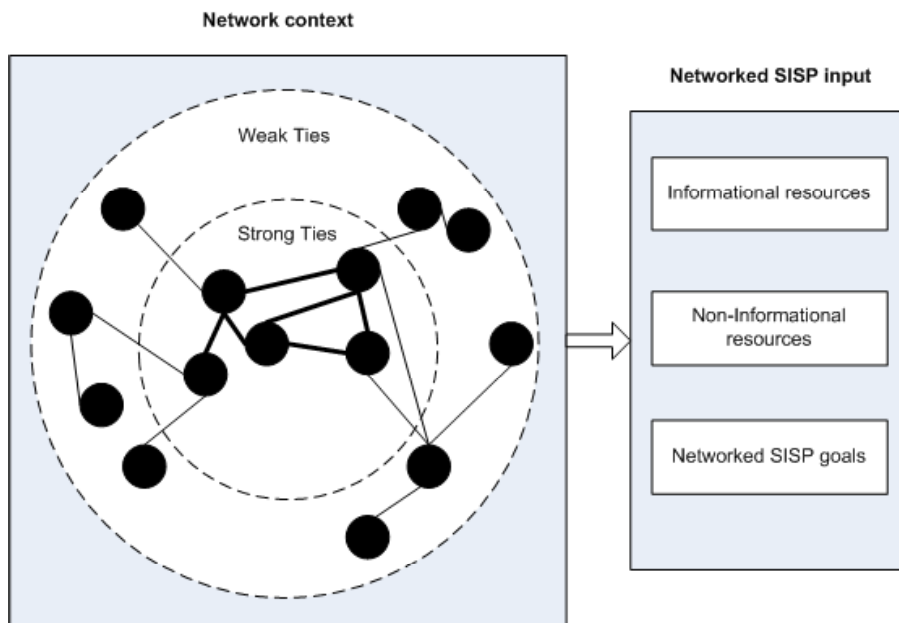 Network context
Networked SISP input
Weak Ties
Strong Ties
Informational resources
Non-Informational
resources
Networked SISP goals